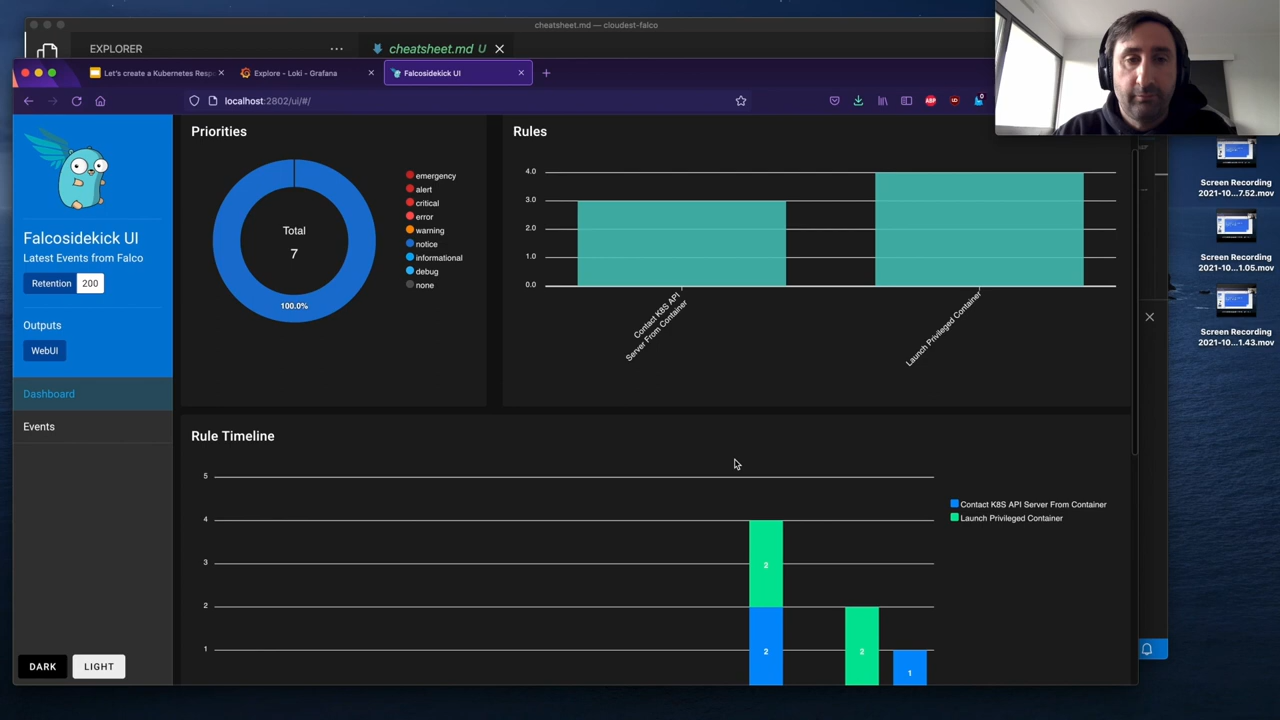 cheatsheet.md — cloudest-falco
EXPLORER
cheatsheet.md U
Let's create a Kubernetes Resp
Explore - Loki - Grafana
Falcosidekick UI
localhost:2802/ui/#/
ABP
0
Falcosidekick UI
Latest Events from Falco
Retention 200
Outputs
WebUI
Dashboard
Events
DARK
LIGHT
Priorities
Total
7
100.0%
emergency
alert
critical
error
warning
notice
informational
debug
none
Rules
4.0
3.0
2.0
1.0
0.0
Contact K8S API
Server From Container
Launch Privileged Container
Rule Timeline
5
4
3
2
1
2
2
2
1
Contact K8S API Server From Container
Launch Privileged Container
Screen Recording
2021-10...7.52.mov
Screen Recording
2021-10...1.05.mov
Screen Recording
2021-10...1.43.mov